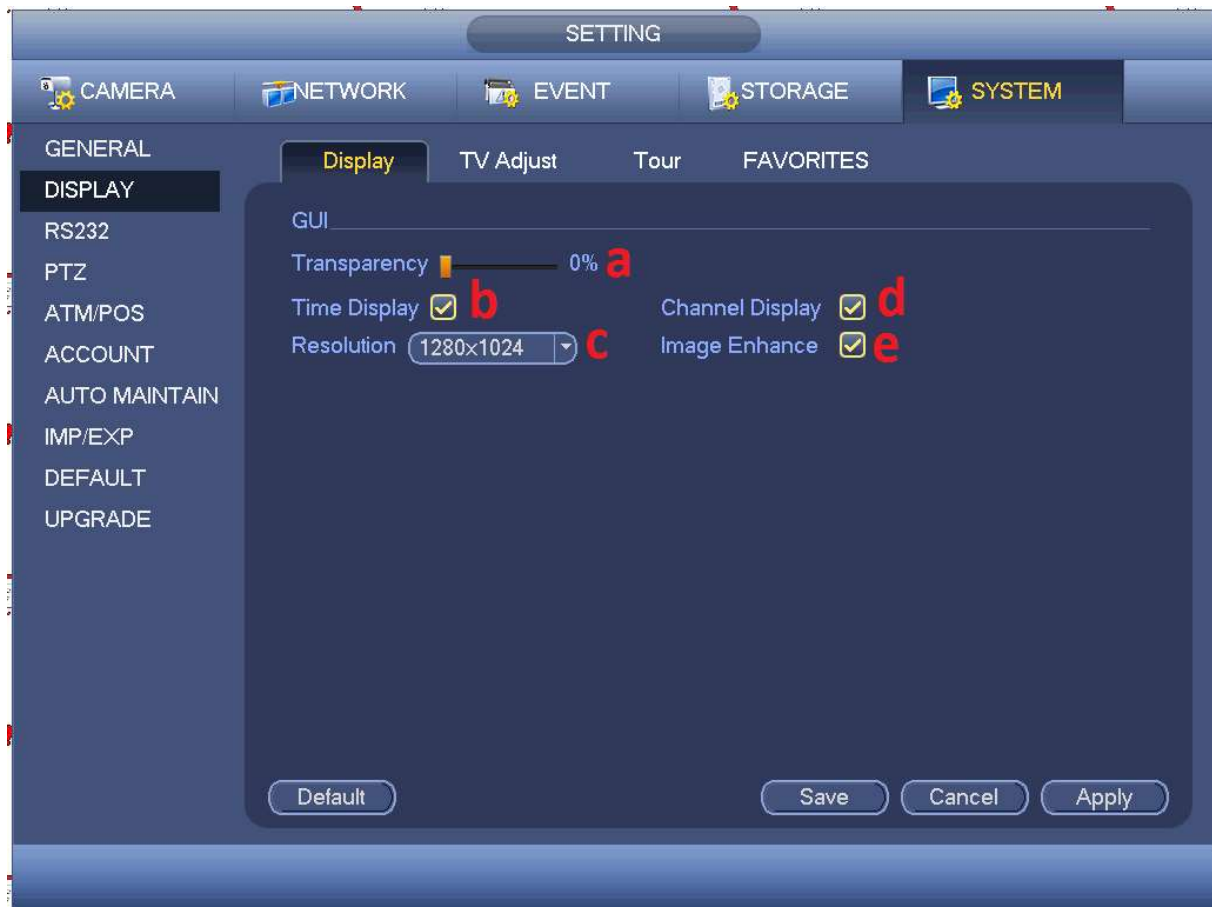 SETTING
CAMERA NETWORK EVENT STORAGE SYSTEM
GENERAL
DISPLAY
RS232
PTZ
ATM/POS
ACCOUNT
AUTO MAINTAIN
IMP/EXP
DEFAULT
UPGRADE
Display TV Adjust Tour FAVORITES
GUI
Transparency 0% a
Time Display b Channel Display d
Resolution 1280×1024 c Image Enhance e
Default Save Cancel Apply